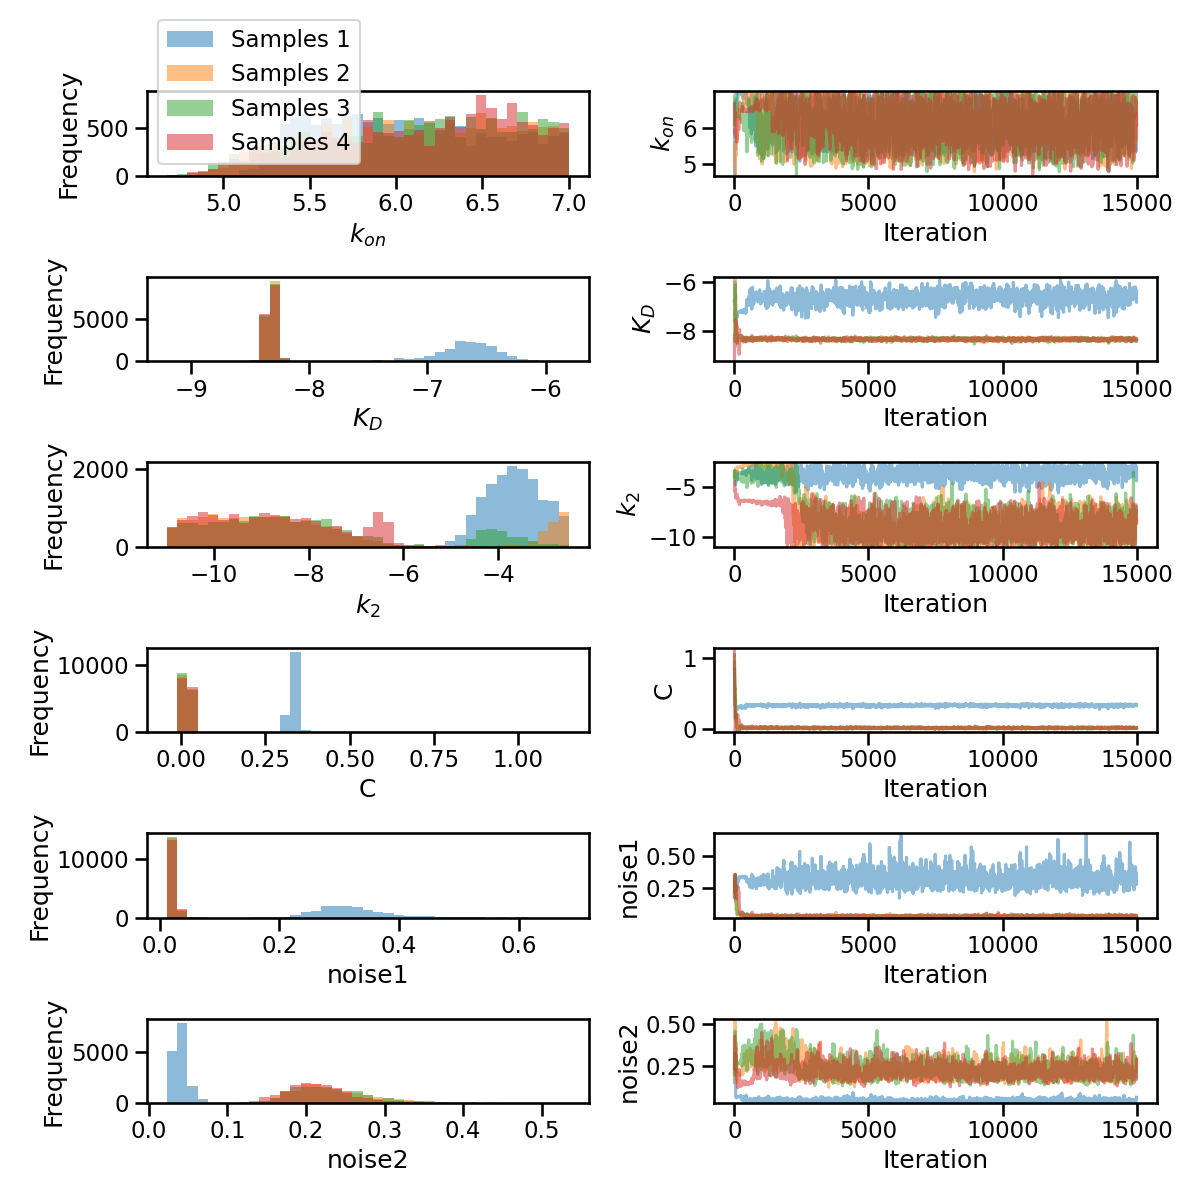 Samples 1
Samples 2
Samples 3
Samples 4
Frequency
500
0
5.0 5.5 6.0 6.5 7.0
k_on
k_on
6
5
0 5000 10000 15000
Iteration
Frequency
5000
0
−9 −8 −7 −6
K_D
K_D
−6
−8
0 5000 10000 15000
Iteration
Frequency
2000
0
−10 −8 −6 −4
k_2
k_2
−5
−10
0 5000 10000 15000
Iteration
Frequency
10000
0
0.00 0.25 0.50 0.75 1.00
C
C
1
0
0 5000 10000 15000
Iteration
Frequency
10000
0
0.0 0.2 0.4 0.6
noise1
noise1
0.50
0.25
0 5000 10000 15000
Iteration
Frequency
5000
0
0.0 0.1 0.2 0.3 0.4 0.5
noise2
noise2
0.50
0.25
0 5000 10000 15000
Iteration